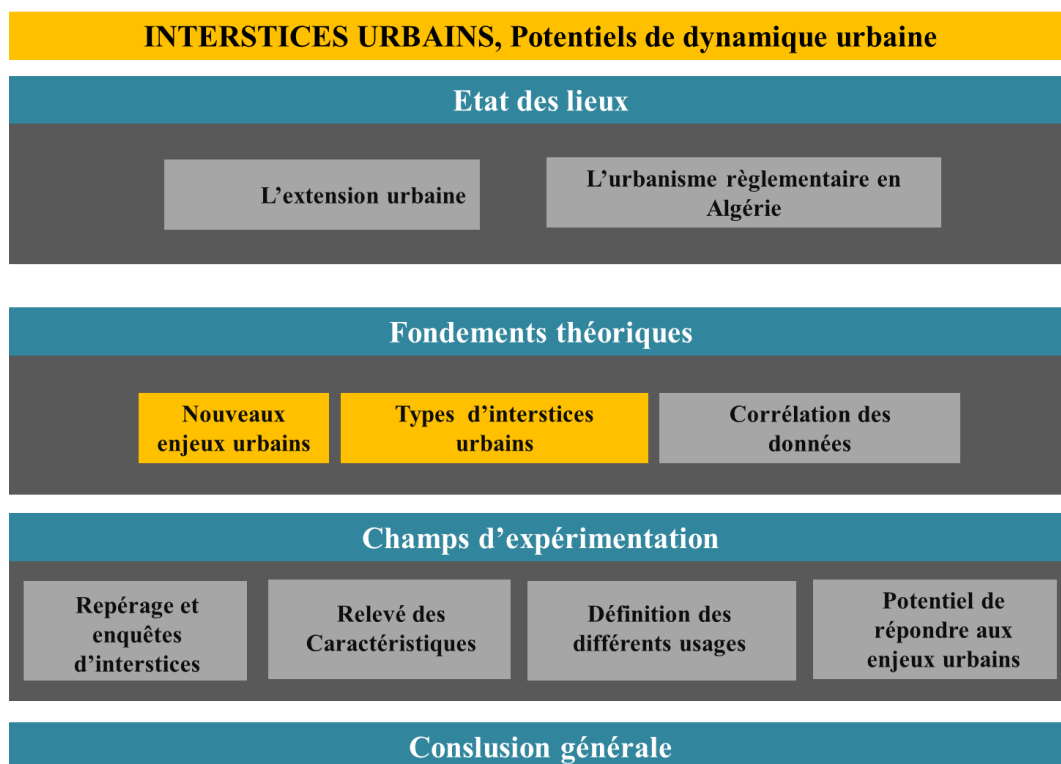 INTERSTICES URBAINS, Potentiels de dynamique urbaine
Etat des lieux
L'extension urbaine
L'urbanisme règlementaire en
Algérie
Fondements théoriques
Nouveaux
enjeux urbains
Types d'interstices
urbains
Corrélation des
données
Champs d'expérimentation
Repérage et
enquêtes
d'interstices
Relevé des
Caractéristiques
Définition des
différents usages
Potentiel de
répondre aux
enjeux urbains
Conslusion générale